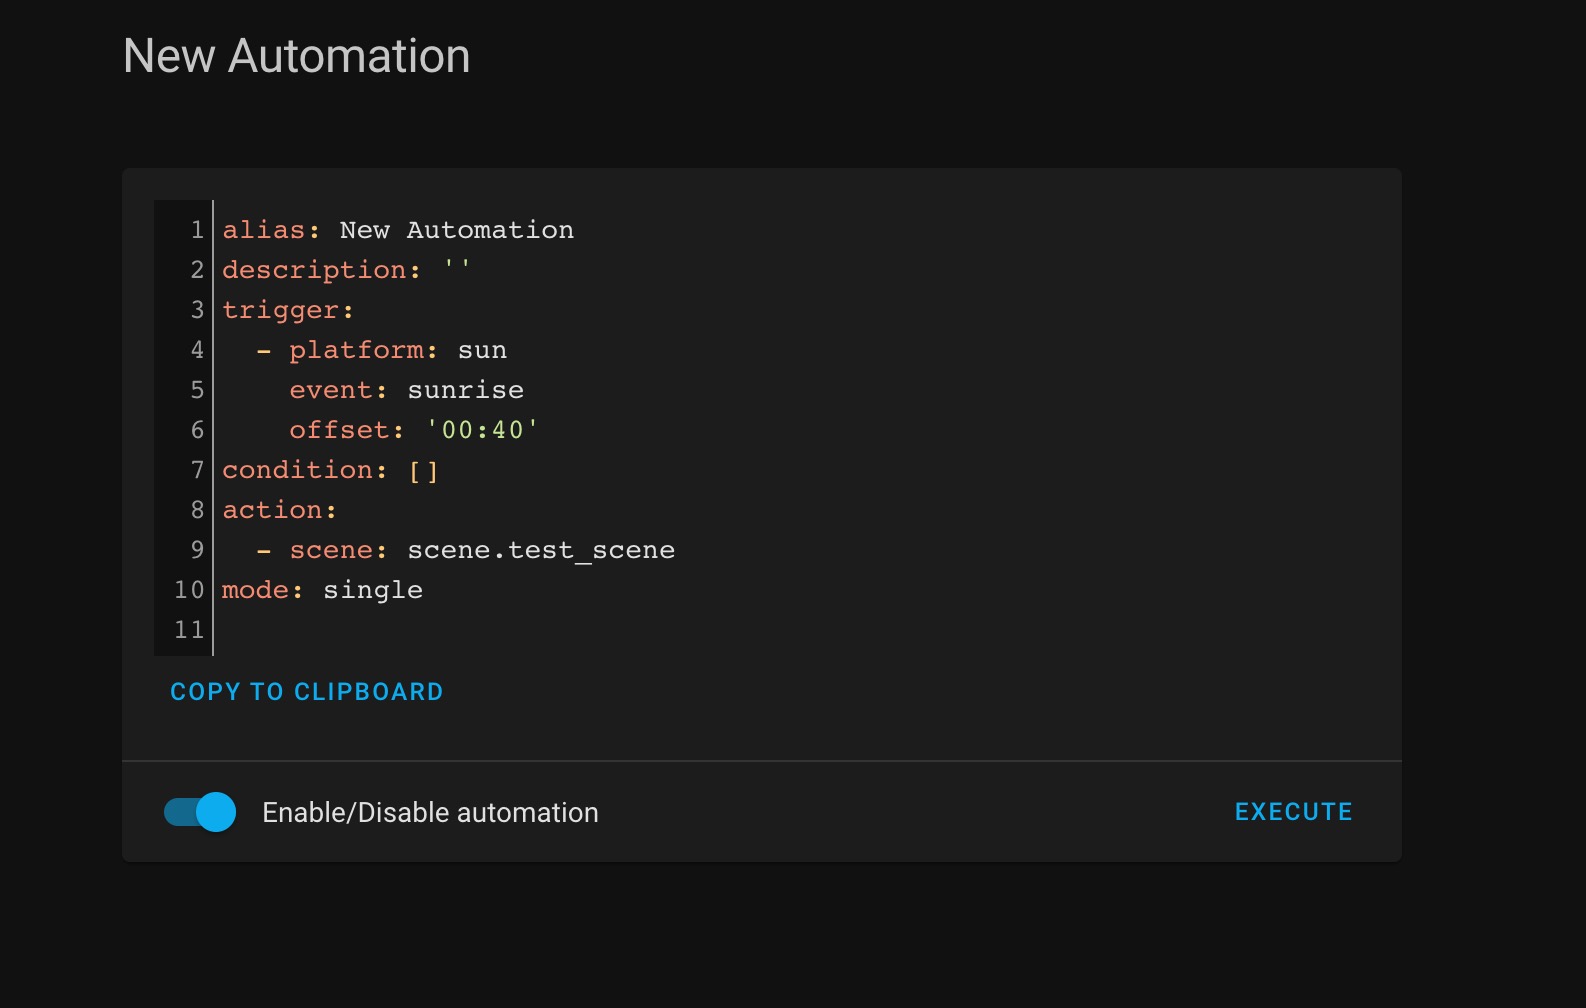 New Automation
1 alias: New Automation
2 description: ''
3 trigger:
4   - platform: sun
5     event: sunrise
6     offset: '00:40'
7 condition: []
8 action:
9   - scene: scene.test_scene
10 mode: single
11
COPY TO CLIPBOARD
Enable/Disable automation EXECUTE